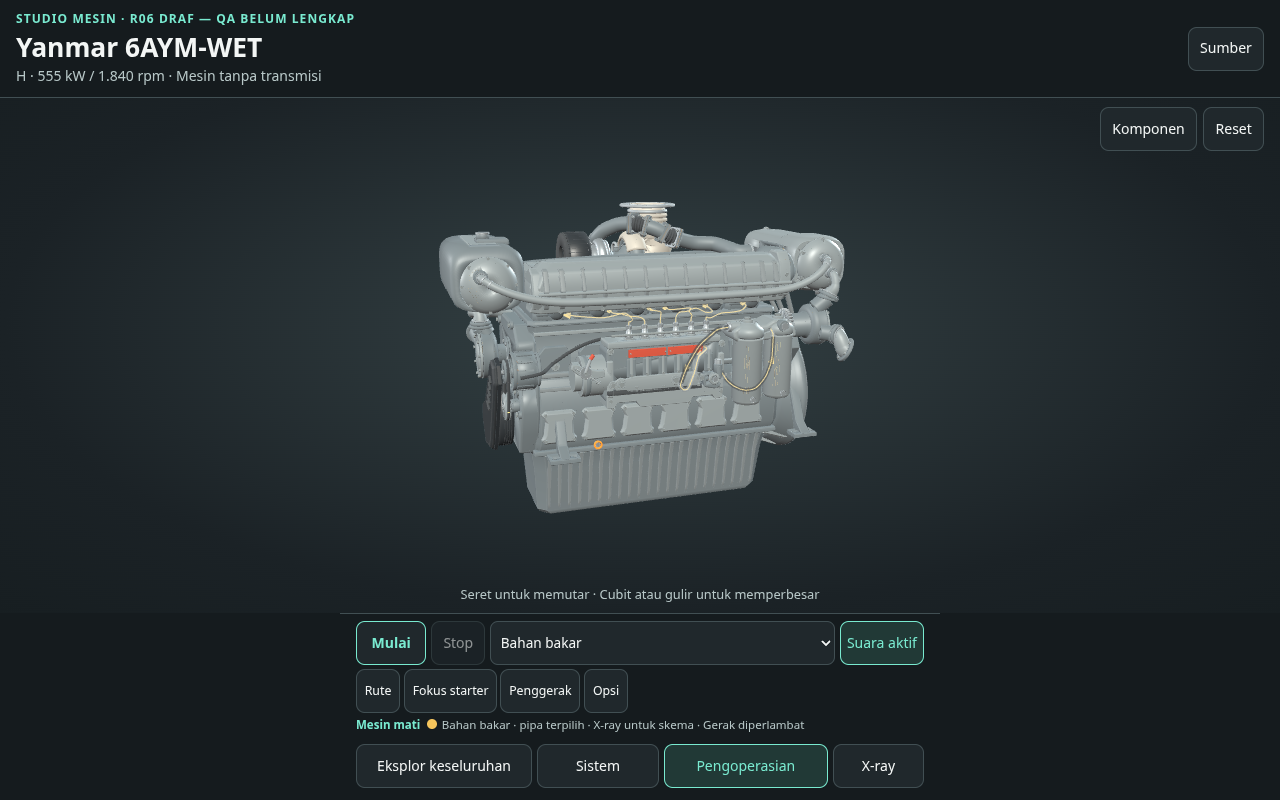 STUDIO MESIN · R06 DRAF — QA BELUM LENGKAP
Yanmar 6AYM-WET
H · 555 kW / 1.840 rpm · Mesin tanpa transmisi
Sumber
Komponen
Reset
Seret untuk memutar · Cubit atau gulir untuk memperbesar
Mulai
Stop
Bahan bakar
Suara aktif
Rute
Fokus starter
Penggerak
Opsi
Mesin mati
Bahan bakar · pipa terpilih · X-ray untuk skema · Gerak diperlambat
Eksplor keseluruhan
Sistem
Pengoperasian
X-ray